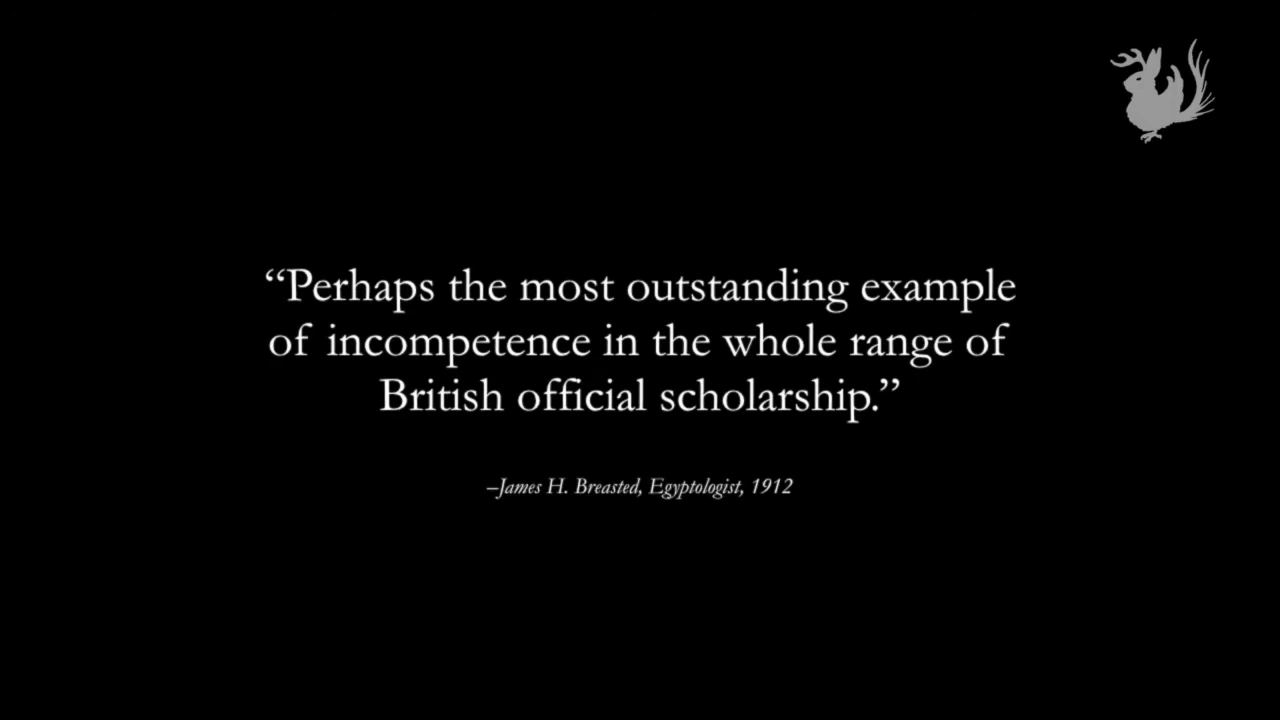 “Perhaps the most outstanding example
of incompetence in the whole range of
British official scholarship.”
–James H. Breasted, Egyptologist, 1912